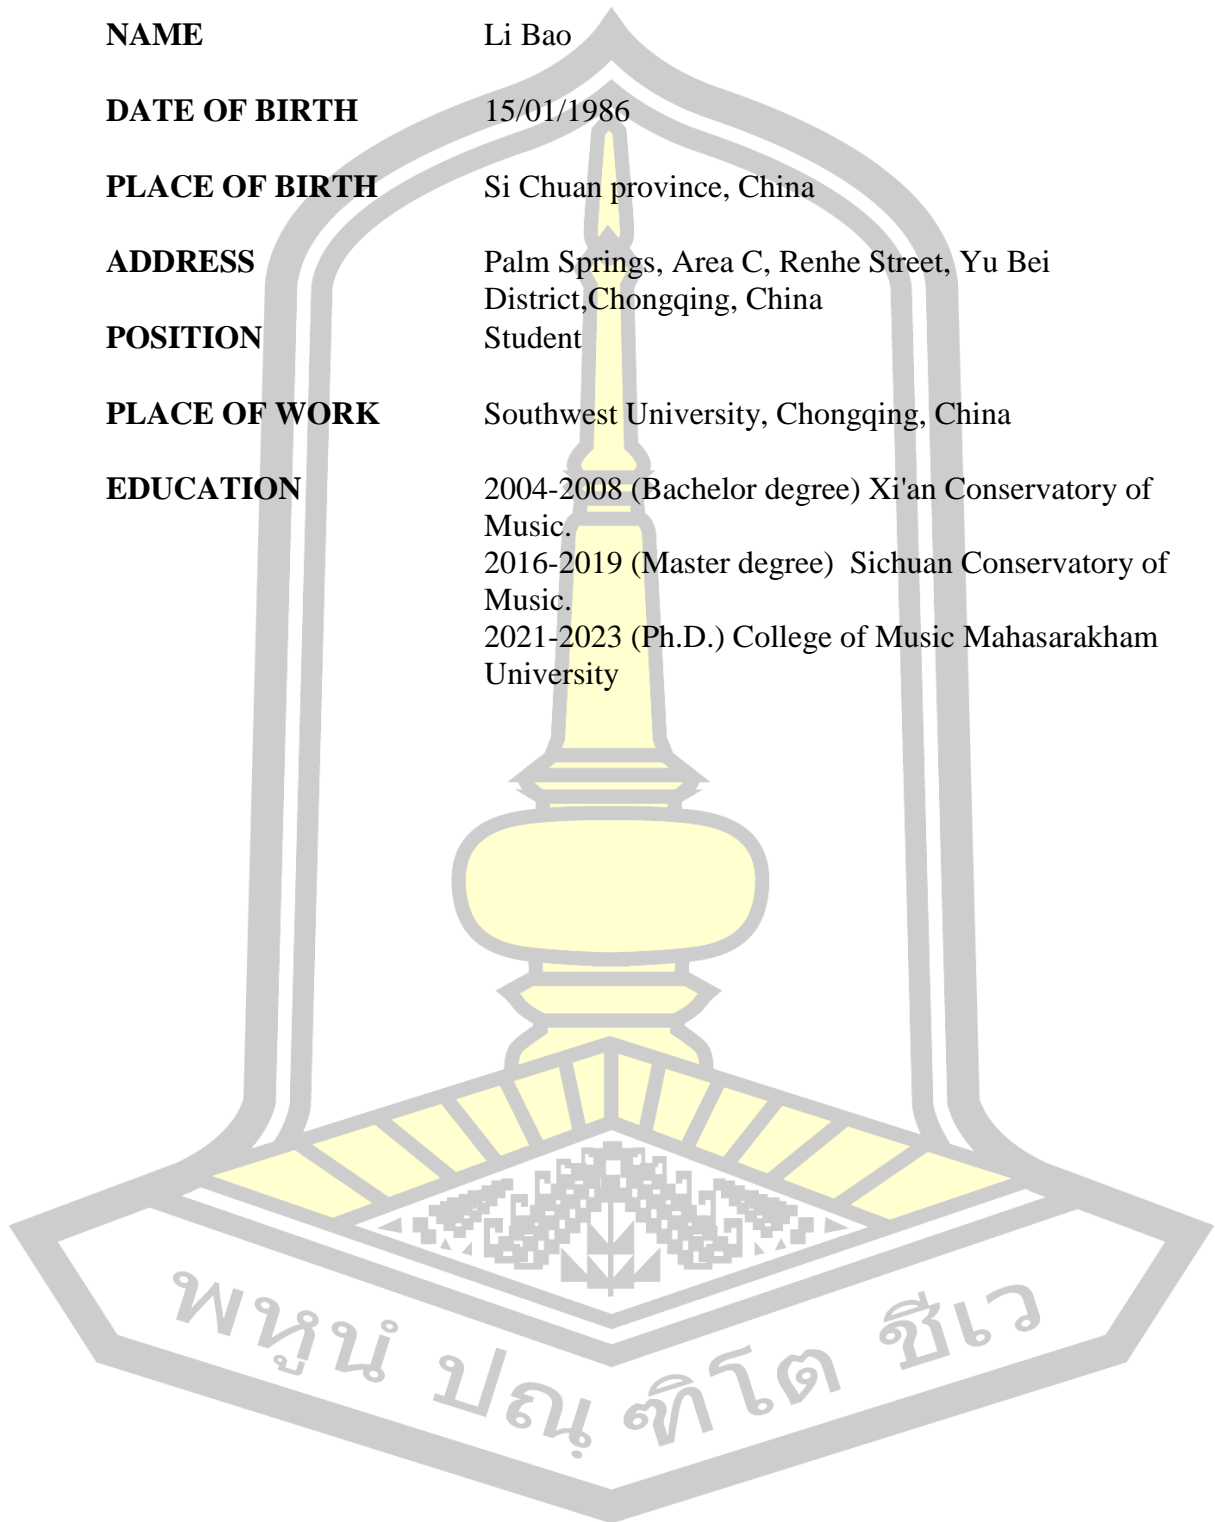 NAME Li Bao
DATE OF BIRTH 15/01/1986
PLACE OF BIRTH Si Chuan province, China
ADDRESS Palm Springs, Area C, Renhe Street, Yu Bei
District,Chongqing, China
POSITION Student
PLACE OF WORK Southwest University, Chongqing, China
EDUCATION 2004-2008 (Bachelor degree) Xi'an Conservatory of
Music.
2016-2019 (Master degree)  Sichuan Conservatory of
Music.
2021-2023 (Ph.D.) College of Music Mahasarakham
University
พหูนํ ปณฺ ฑิโต ชีเว